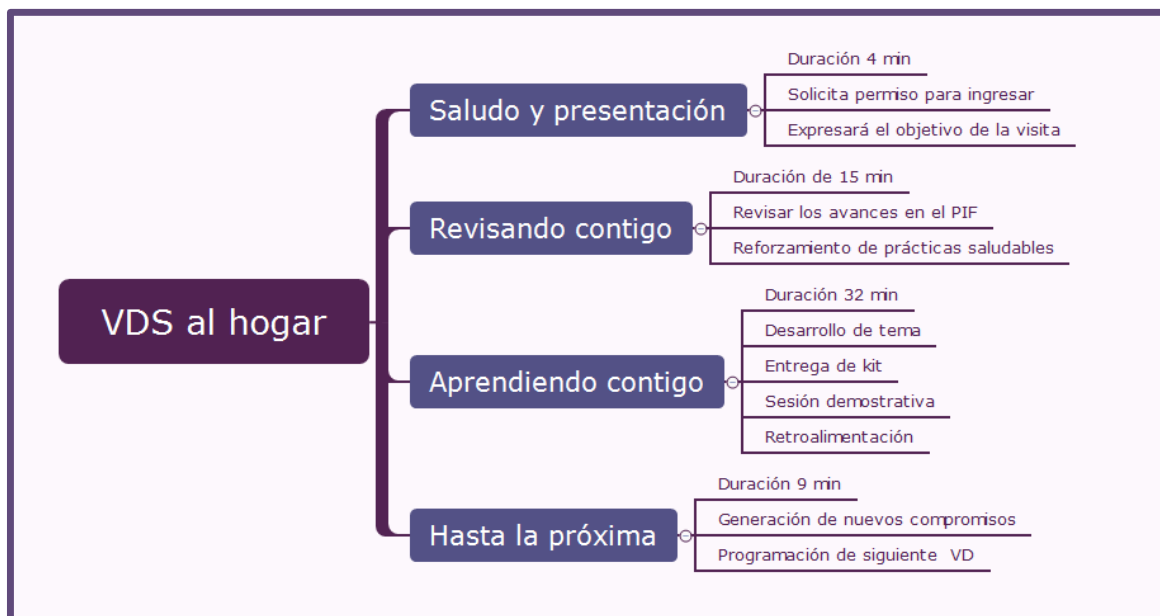 VDS al hogar
Saludo y presentación
Duración 4 min
Solicita permiso para ingresar
Expresará el objetivo de la visita
Revisando contigo
Duración de 15 min
Revisar los avances en el PIF
Reforzamiento de prácticas saludables
Aprendiendo contigo
Duración 32 min
Desarrollo de tema
Entrega de kit
Sesión demostrativa
Retroalimentación
Hasta la próxima
Duración 9 min
Generación de nuevos compromisos
Programación de siguiente VD